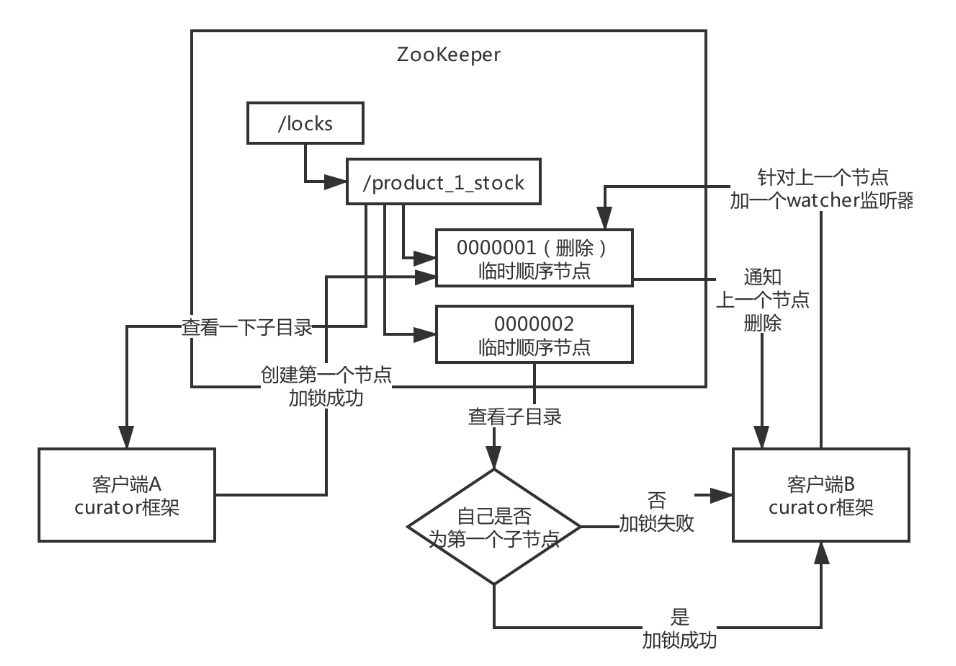 ZooKeeper
/locks
/product_1_stock
针对上一个节点
加一个watcher监听器
0000001（删除）
临时顺序节点
通知
上一个节点
删除
0000002
临时顺序节点
查看一下子目录
创建第一个节点
加锁成功
查看子目录
客户端A
curator框架
自己是否
为第一个子节点
否
加锁失败
客户端B
curator框架
是
加锁成功